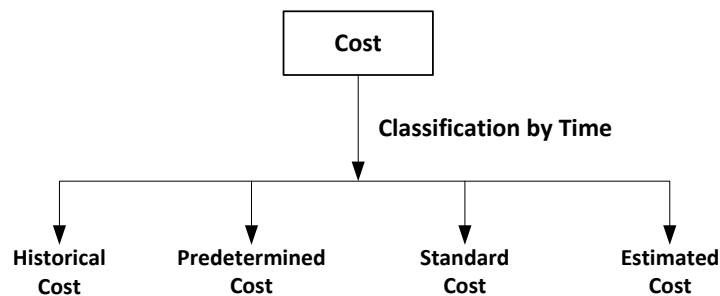 Cost
Classification by Time
Historical Cost
Predetermined Cost
Standard Cost
Estimated Cost